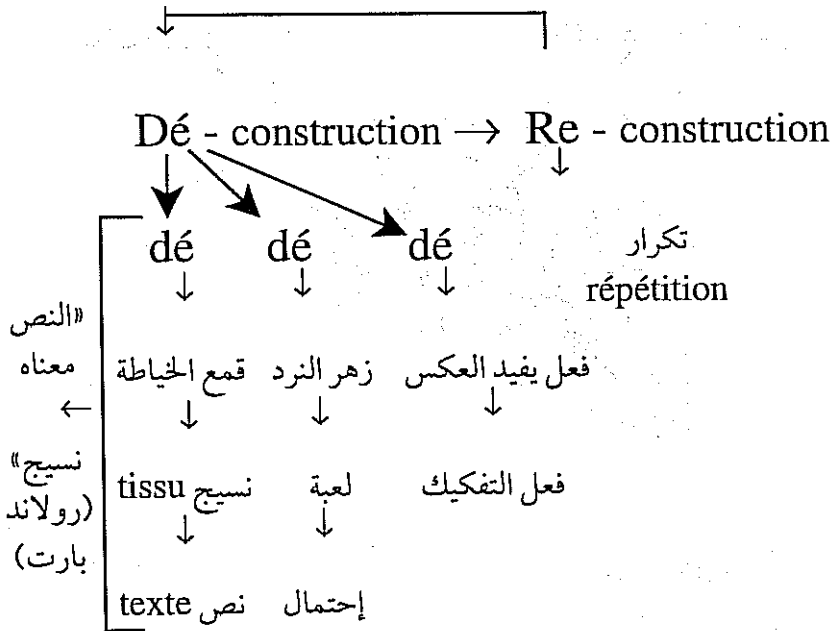 Dé - construction → Re - construction
dé dé dé تكرار
répétition
قمع الخياطة زهر النرد فعل يفيد العكس
نسيج tissu لعبة فعل التفكيك
نص texte إحتمال
«النص
معناه
نسيج»
(رولاند
بارت)